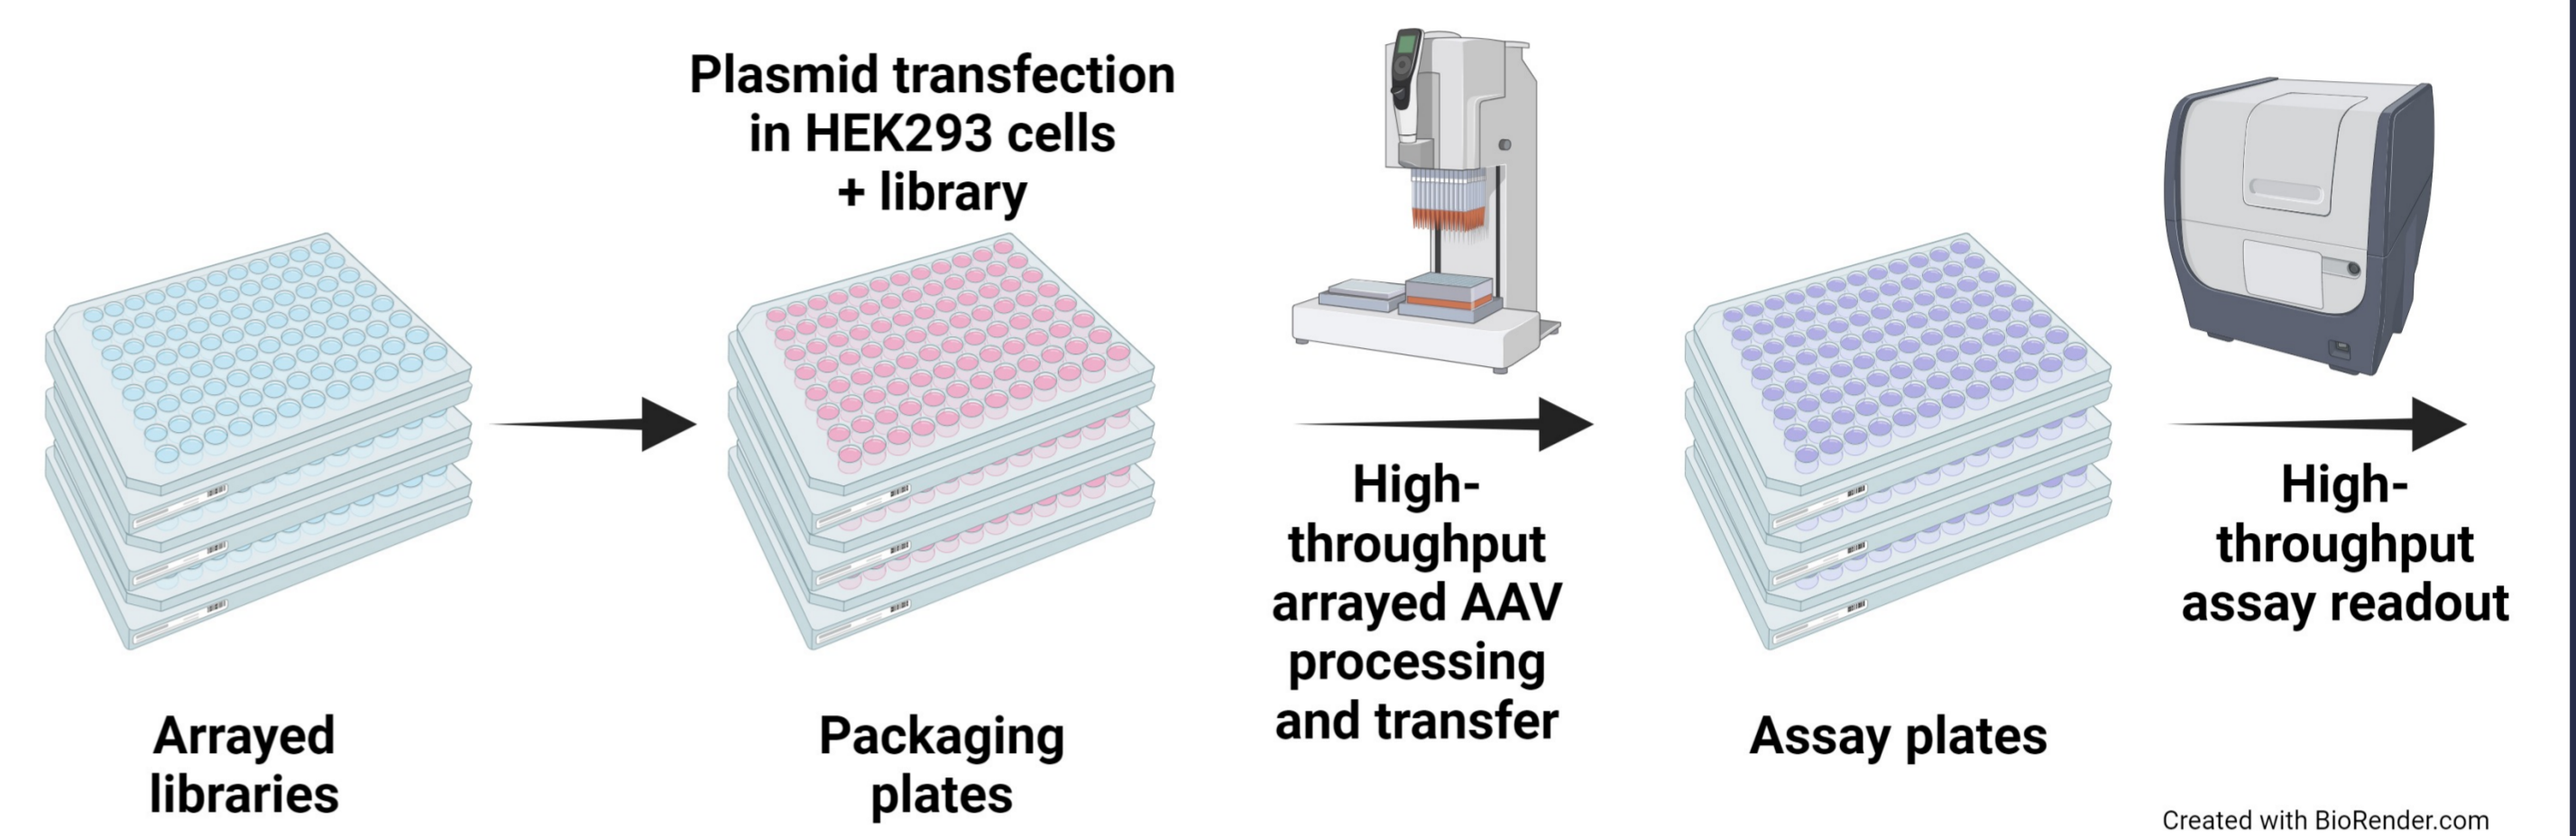 Plasmid transfection
in HEK293 cells
+ library
Arrayed
libraries
Packaging
plates
High-
throughput
arrayed AAV
processing
and transfer
Assay plates
High-
throughput
assay readout
Created with BioRender.com